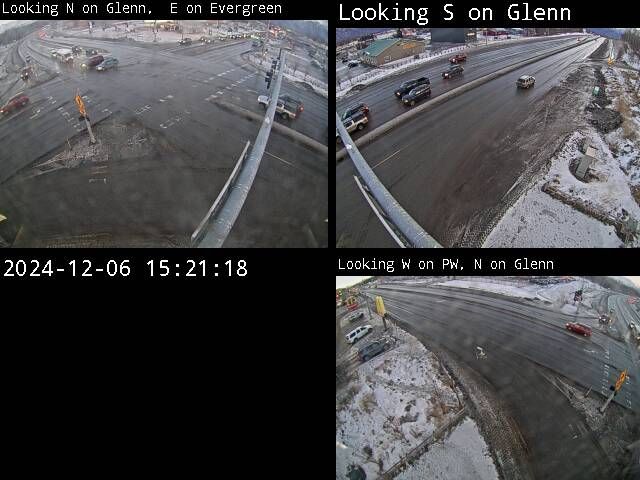 Looking N on Glenn,  E on Evergreen
Looking S on Glenn
2024-12-06 15:21:18
Looking W on PW, N on Glenn